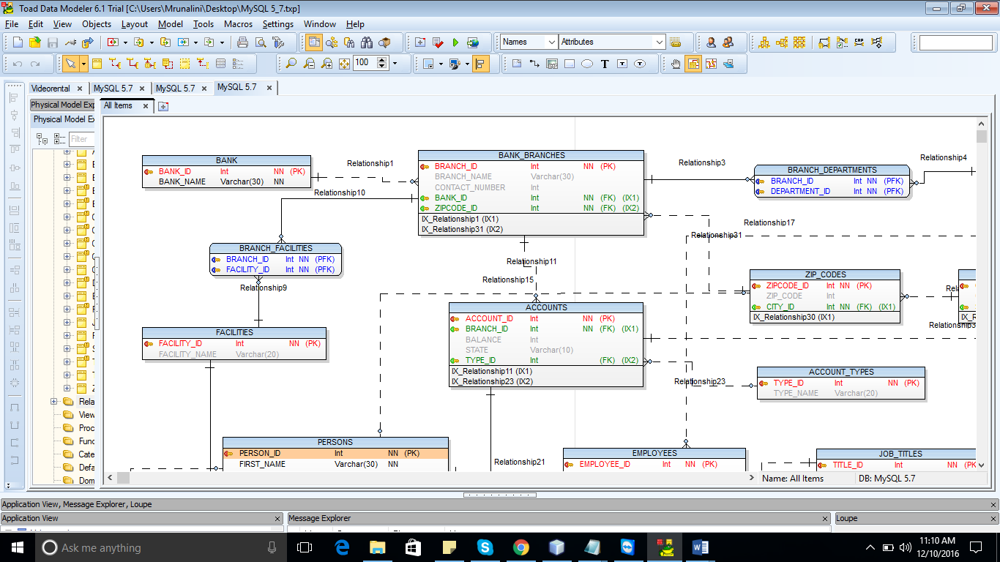 Toad Data Modeler 6.1 Trial [C:\Users\Mrunalini\Desktop\MySQL 5_7.txp]
File Edit View Objects Layout Model Tools Macros Settings Window Help
Names Attributes
100
Videorental MySQL 5.7 MySQL 5.7 MySQL 5.7
Physical Model Exp All Items
Physical Model Ex
Filter
BANK
BANK_ID Int NN (PK)
BANK_NAME Varchar(30) NN
Relationship1
BANK_BRANCHES
BRANCH_ID Int NN (PK)
BRANCH_NAME Varchar(30)
CONTACT_NUMBER Int
BANK_ID Int NN (FK) (IX1)
ZIPCODE_ID Int NN (FK) (IX2)
IX_Relationship1 (IX1)
IX_Relationship31 (IX2)
Relationship3
Relationship4
BRANCH_DEPARTMENTS
BRANCH_ID Int NN (PFK)
DEPARTMENT_ID Int NN (PFK)
Relationship10
Relationship17
Relationship31
BRANCH_FACILITIES
BRANCH_ID Int NN (PFK)
FACILITY_ID Int NN (PFK)
Relationship9
Relationship11
Relationship15
ZIP_CODES
ZIPCODE_ID Int NN (PK)
ZIP_CODE Int
CITY_ID Int NN (FK) (IX1)
IX_Relationship30 (IX1)
Rela
IX_R
Relationship3
ACCOUNTS
ACCOUNT_ID Int NN (PK)
BRANCH_ID Int NN (FK) (IX1)
BALANCE Int
STATE Varchar(10)
TYPE_ID Int (FK) (IX2)
IX_Relationship11 (IX1)
IX_Relationship23 (IX2)
FACILITIES
FACILITY_ID Int NN (PK)
FACILITY_NAME Varchar(20)
Relationship23
ACCOUNT_TYPES
TYPE_ID Int NN (PK)
TYPE_NAME Varchar(20)
Rela
View
Proc
Func
Cate
Defa
Dom
PERSONS
PERSON_ID Int NN (PK)
FIRST_NAME Varchar(30) NN
Relationship21
EMPLOYEES
EMPLOYEE_ID Int NN (PK)
JOB_TITLES
TITLE_ID Int NN (PK
Name: All Items DB: MySQL 5.7
Application View, Message Explorer, Loupe
Application View Message Explorer Loupe
Ask me anything
11:10 AM
12/10/2016